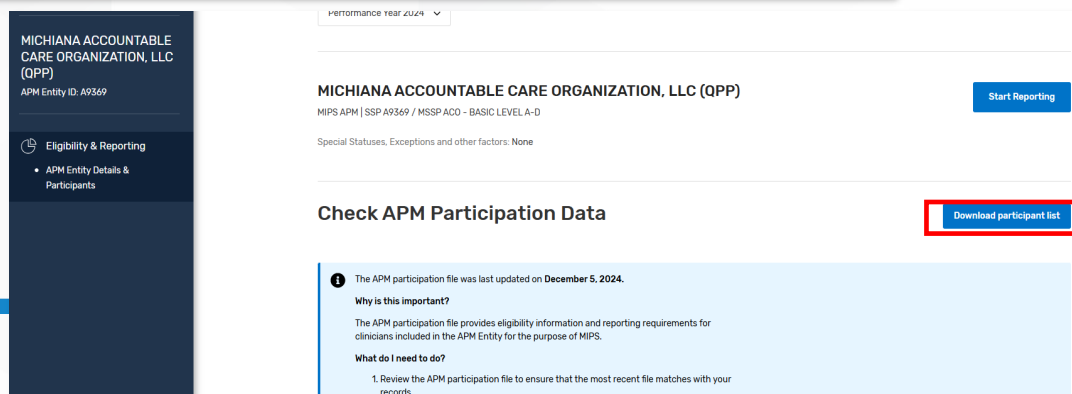 Performance Year 2024
MICHIANA ACCOUNTABLE
CARE ORGANIZATION, LLC
(QPP)
APM Entity ID: A9369
Eligibility & Reporting
APM Entity Details &
Participants
MICHIANA ACCOUNTABLE CARE ORGANIZATION, LLC (QPP)
MIPS APM | SSP A9369 / MSSP ACO - BASIC LEVEL A-D
Special Statuses, Exceptions and other factors: None
Start Reporting
Check APM Participation Data
Download participant list
The APM participation file was last updated on December 5, 2024.
Why is this important?
The APM participation file provides eligibility information and reporting requirements for
clinicians included in the APM Entity for the purpose of MIPS.
What do I need to do?
1. Review the APM participation file to ensure that the most recent file matches with your
records